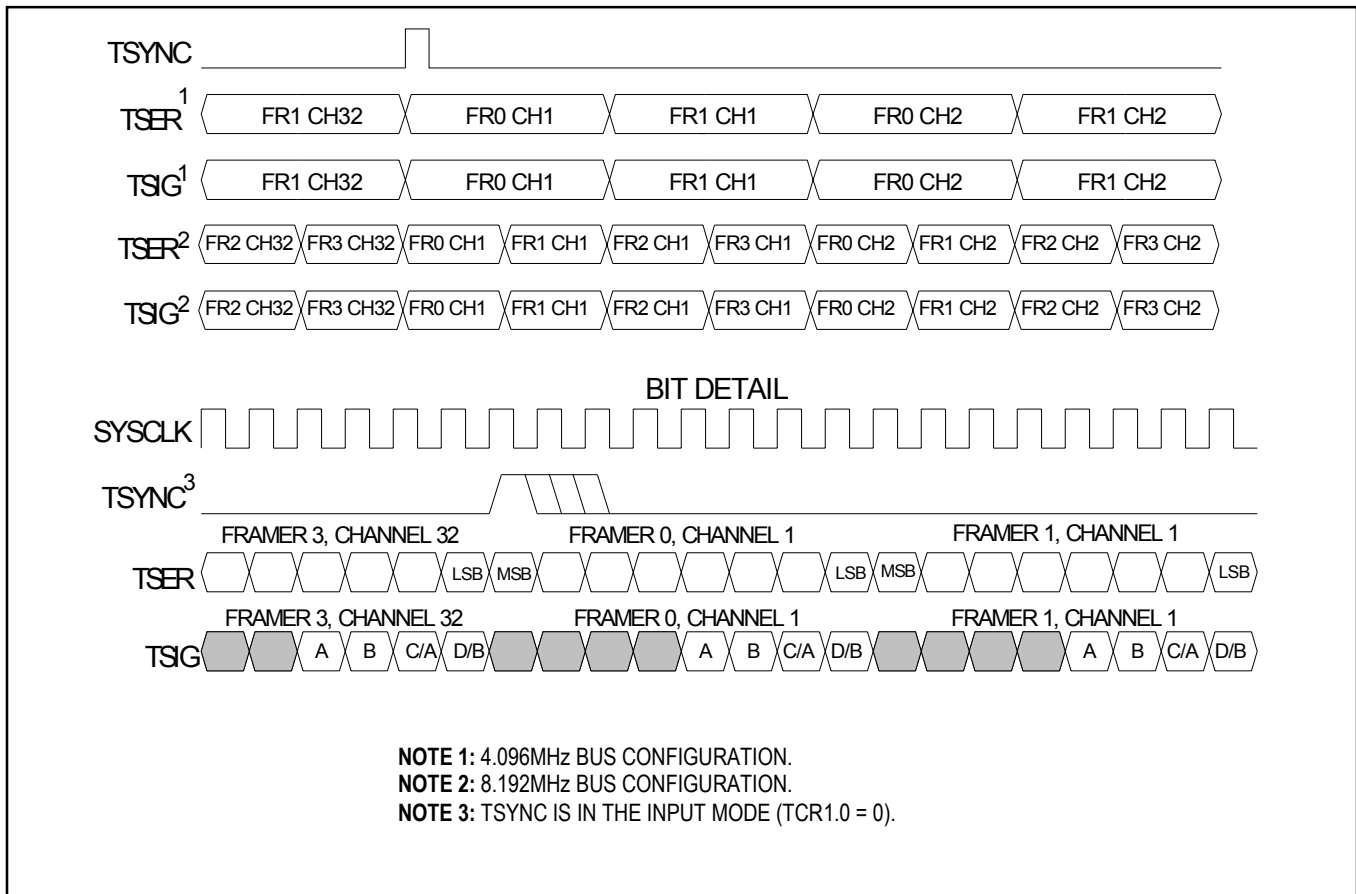 TSYNC
TSER1 FR1 CH32 FR0 CH1 FR1 CH1 FR0 CH2 FR1 CH2
TSIG1 FR1 CH32 FR0 CH1 FR1 CH1 FR0 CH2 FR1 CH2
TSER2 FR2 CH32 FR3 CH32 FR0 CH1 FR1 CH1 FR2 CH1 FR3 CH1 FR0 CH2 FR1 CH2 FR2 CH2 FR3 CH2
TSIG2 FR2 CH32 FR3 CH32 FR0 CH1 FR1 CH1 FR2 CH1 FR3 CH1 FR0 CH2 FR1 CH2 FR2 CH2 FR3 CH2
BIT DETAIL
SYSCLK
TSYNC3
FRAMER 3, CHANNEL 32 FRAMER 0, CHANNEL 1 FRAMER 1, CHANNEL 1
TSER LSB MSB LSB MSB LSB
FRAMER 3, CHANNEL 32 FRAMER 0, CHANNEL 1 FRAMER 1, CHANNEL 1
TSIG A B C/A D/B A B C/A D/B A B C/A D/B
NOTE 1: 4.096MHz BUS CONFIGURATION.
NOTE 2: 8.192MHz BUS CONFIGURATION.
NOTE 3: TSYNC IS IN THE INPUT MODE (TCR1.0 = 0).